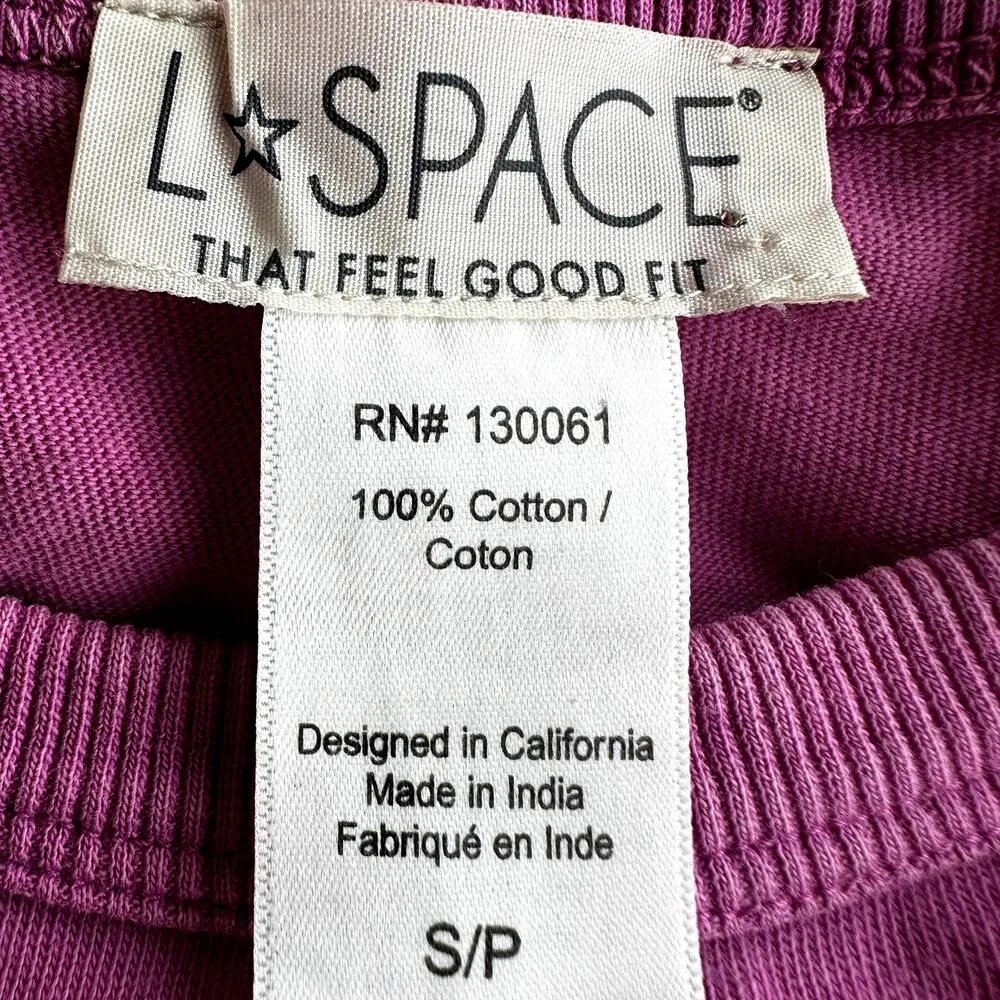 L☆SPACE®
THAT FEEL GOOD FIT
RN# 130061
100% Cotton /
Coton
Designed in California
Made in India
Fabriqué en Inde
S/P